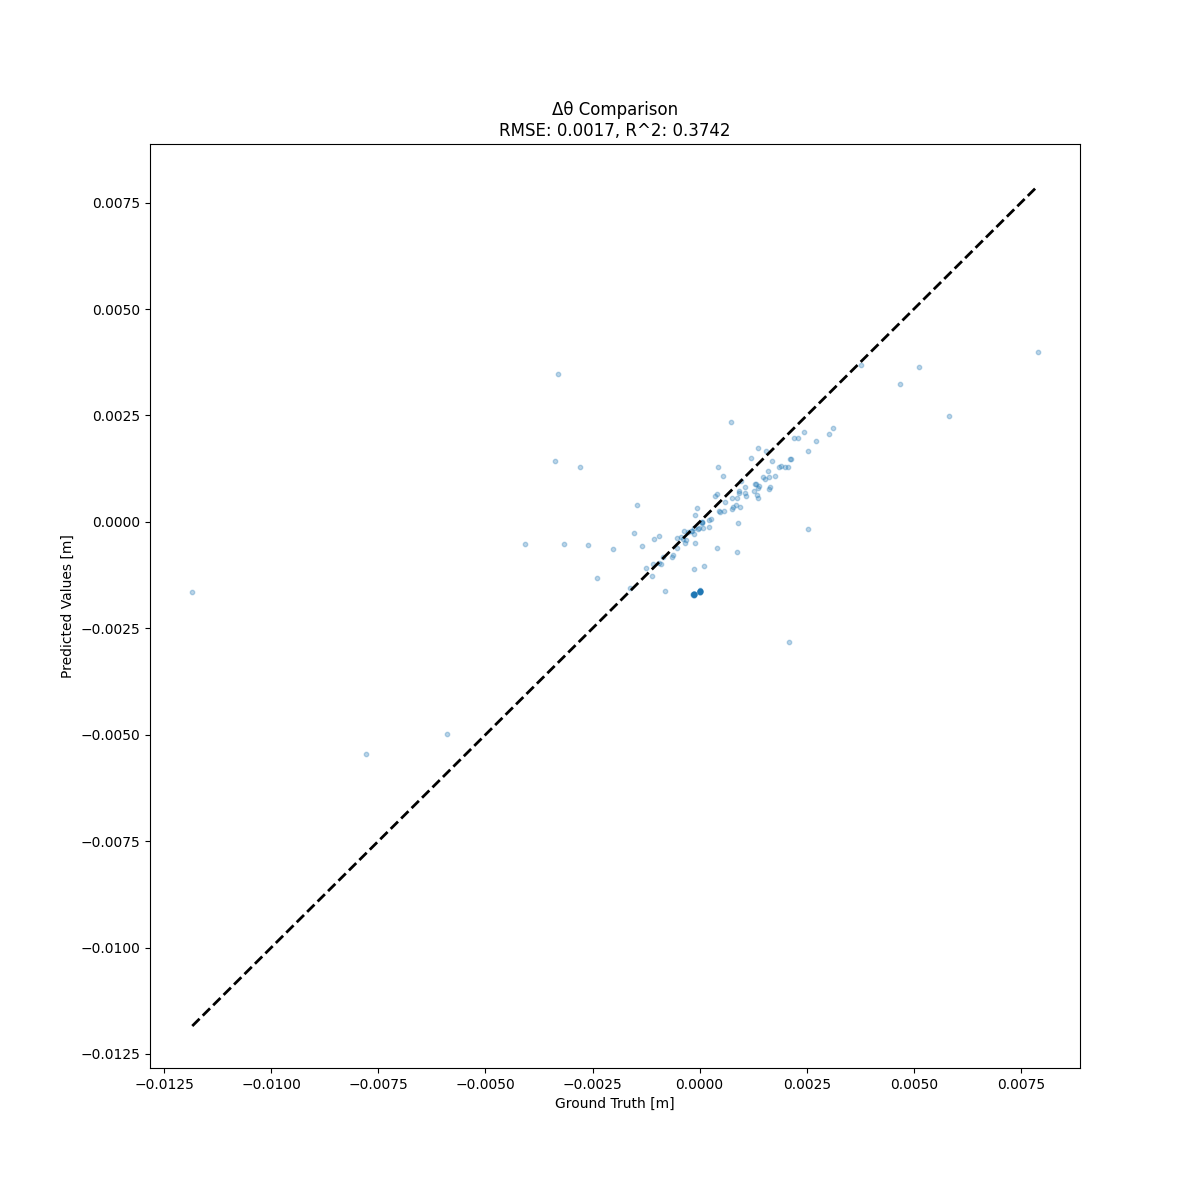 Δθ Comparison
RMSE: 0.0017, R^2: 0.3742
0.0075
0.0050
0.0025
0.0000
−0.0025
−0.0050
−0.0075
−0.0100
−0.0125
Predicted Values [m]
−0.0125 −0.0100 −0.0075 −0.0050 −0.0025 0.0000 0.0025 0.0050 0.0075
Ground Truth [m]